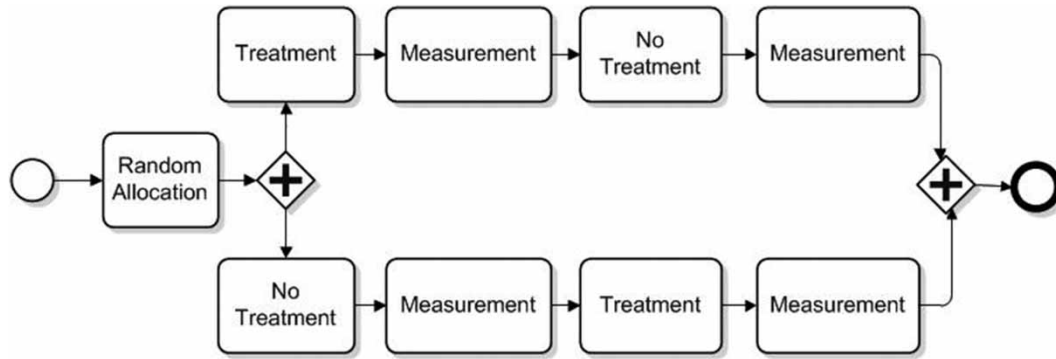 Treatment
Measurement
No
Treatment
Measurement
Random
Allocation
No
Treatment
Measurement
Treatment
Measurement